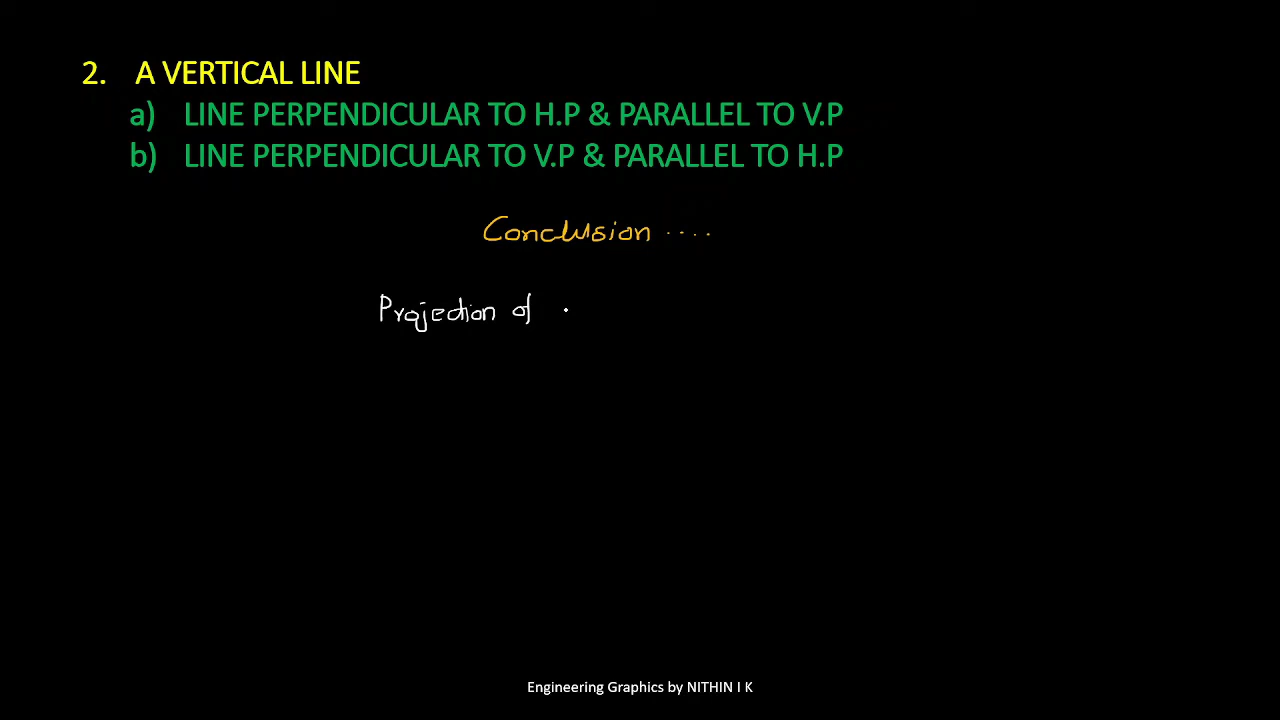 2. A VERTICAL LINE
a) LINE PERPENDICULAR TO H.P & PARALLEL TO V.P
b) LINE PERPENDICULAR TO V.P & PARALLEL TO H.P
Conclusion ....
Projection of
Engineering Graphics by NITHIN I K